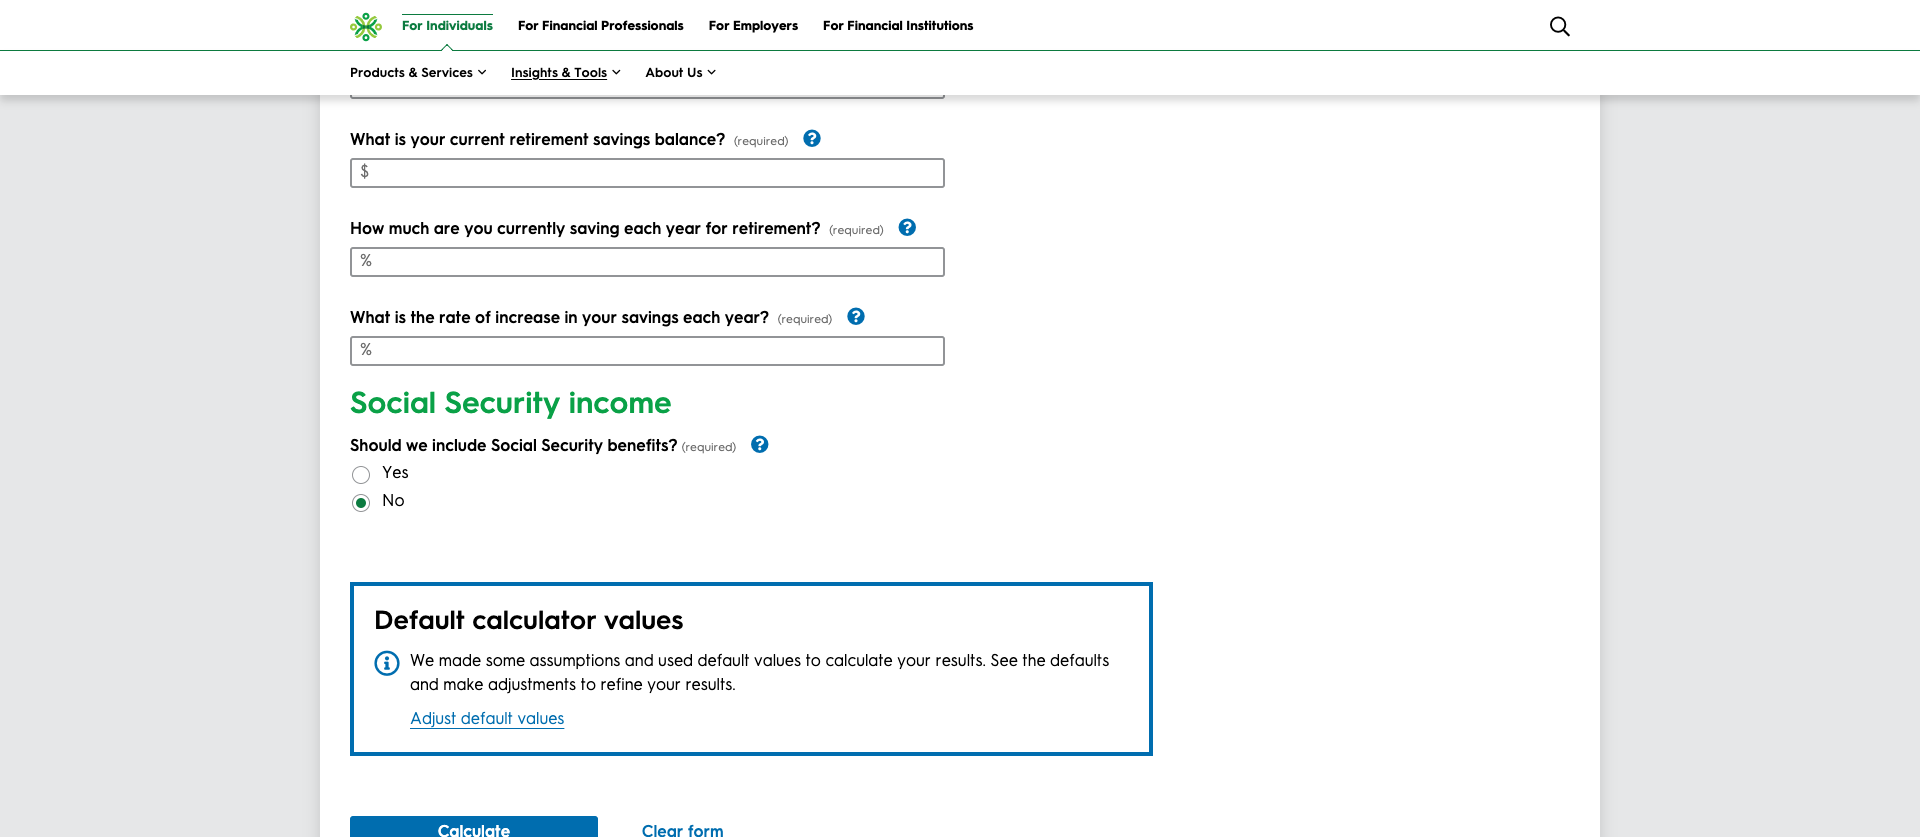 For Individuals For Financial Professionals For Employers For Financial Institutions
Products & Services Insights & Tools About Us
What is your current retirement savings balance? (required) ?
$
How much are you currently saving each year for retirement? (required) ?
%
What is the rate of increase in your savings each year? (required) ?
%
Social Security income
Should we include Social Security benefits? (required) ?
Yes
No
Default calculator values
We made some assumptions and used default values to calculate your results. See the defaults
and make adjustments to refine your results.
Adjust default values
Calculate Clear form